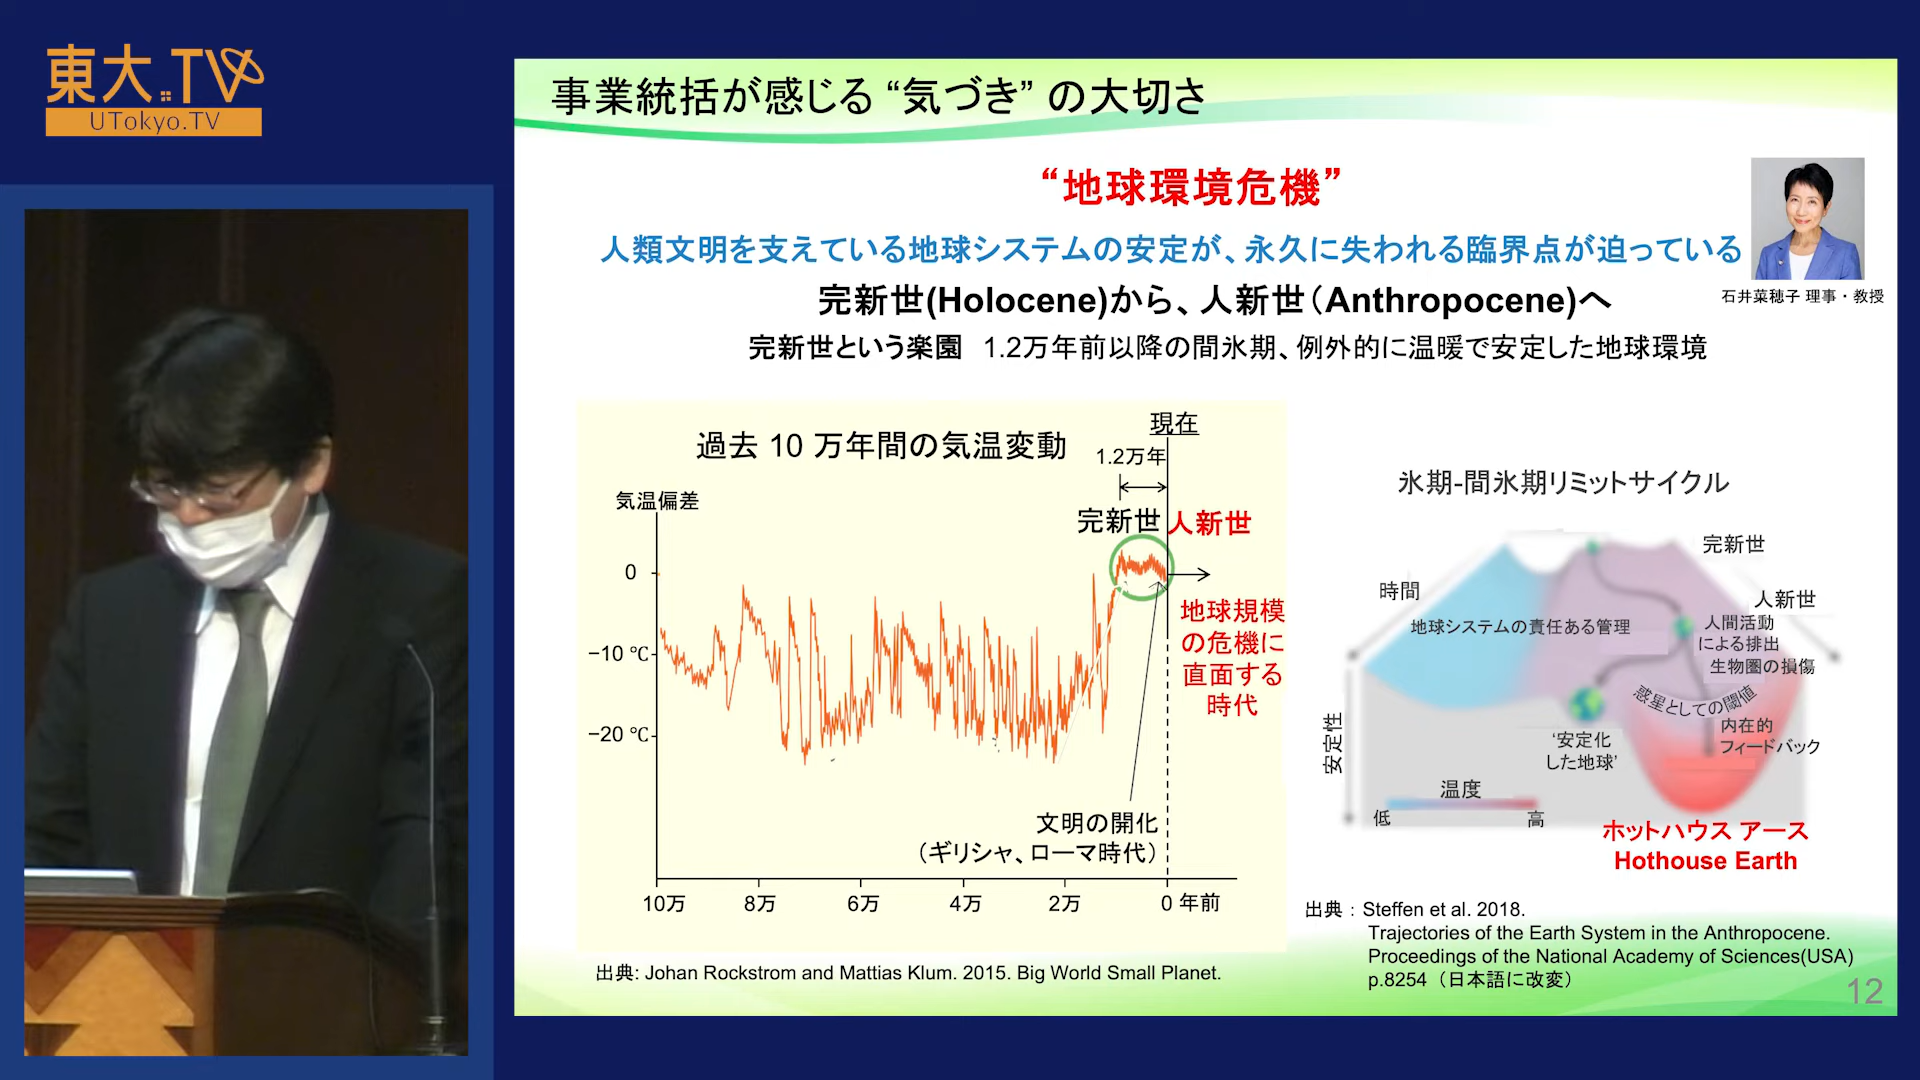 東大.TV
UTokyo.TV
事業統括が感じる “気づき” の大切さ
“地球環境危機”
人類文明を支えている地球システムの安定が、永久に失われる臨界点が迫っている
完新世(Holocene)から、人新世（Anthropocene)へ
完新世という楽園 1.2万年前以降の間氷期、例外的に温暖で安定した地球環境
石井菜穂子 理事・教授
過去 10 万年間の気温変動
現在
1.2万年
気温偏差
完新世
人新世
0
−10 ℃
−20 ℃
地球規模
の危機に
直面する
時代
文明の開化
（ギリシャ、ローマ時代）
10万 8万 6万 4万 2万 0 年前
出典: Johan Rockstrom and Mattias Klum. 2015. Big World Small Planet.
氷期-間氷期リミットサイクル
完新世
時間
人新世
地球システムの責任ある管理
人間活動
による排出
生物圏の損傷
惑星としての閾値
内在的
フィードバック
安定性
‘安定化
した地球’
温度
低 高
ホットハウス アース
Hothouse Earth
出典：Steffen et al. 2018.
Trajectories of the Earth System in the Anthropocene.
Proceedings of the National Academy of Sciences(USA)
p.8254（日本語に改変）
12